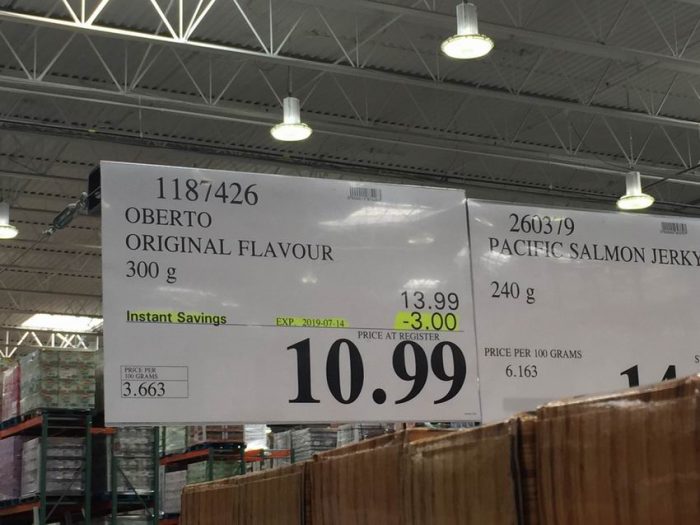 1187426
OBERTO
ORIGINAL FLAVOUR
300 g
13.99
Instant Savings EXP. 2019-07-14 -3.00
PRICE AT REGISTER
10.99
PRICE PER
100 GRAMS
3.663
260379
PACIFIC SALMON JERKY
240 g
PRICE PER 100 GRAMS
6.163